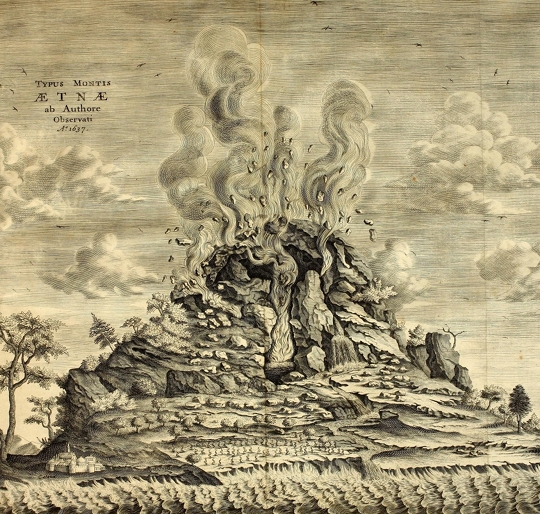 TYPUS MONTIS
ÆTNÆ
ab Authore
Observati
Aº. 1637.